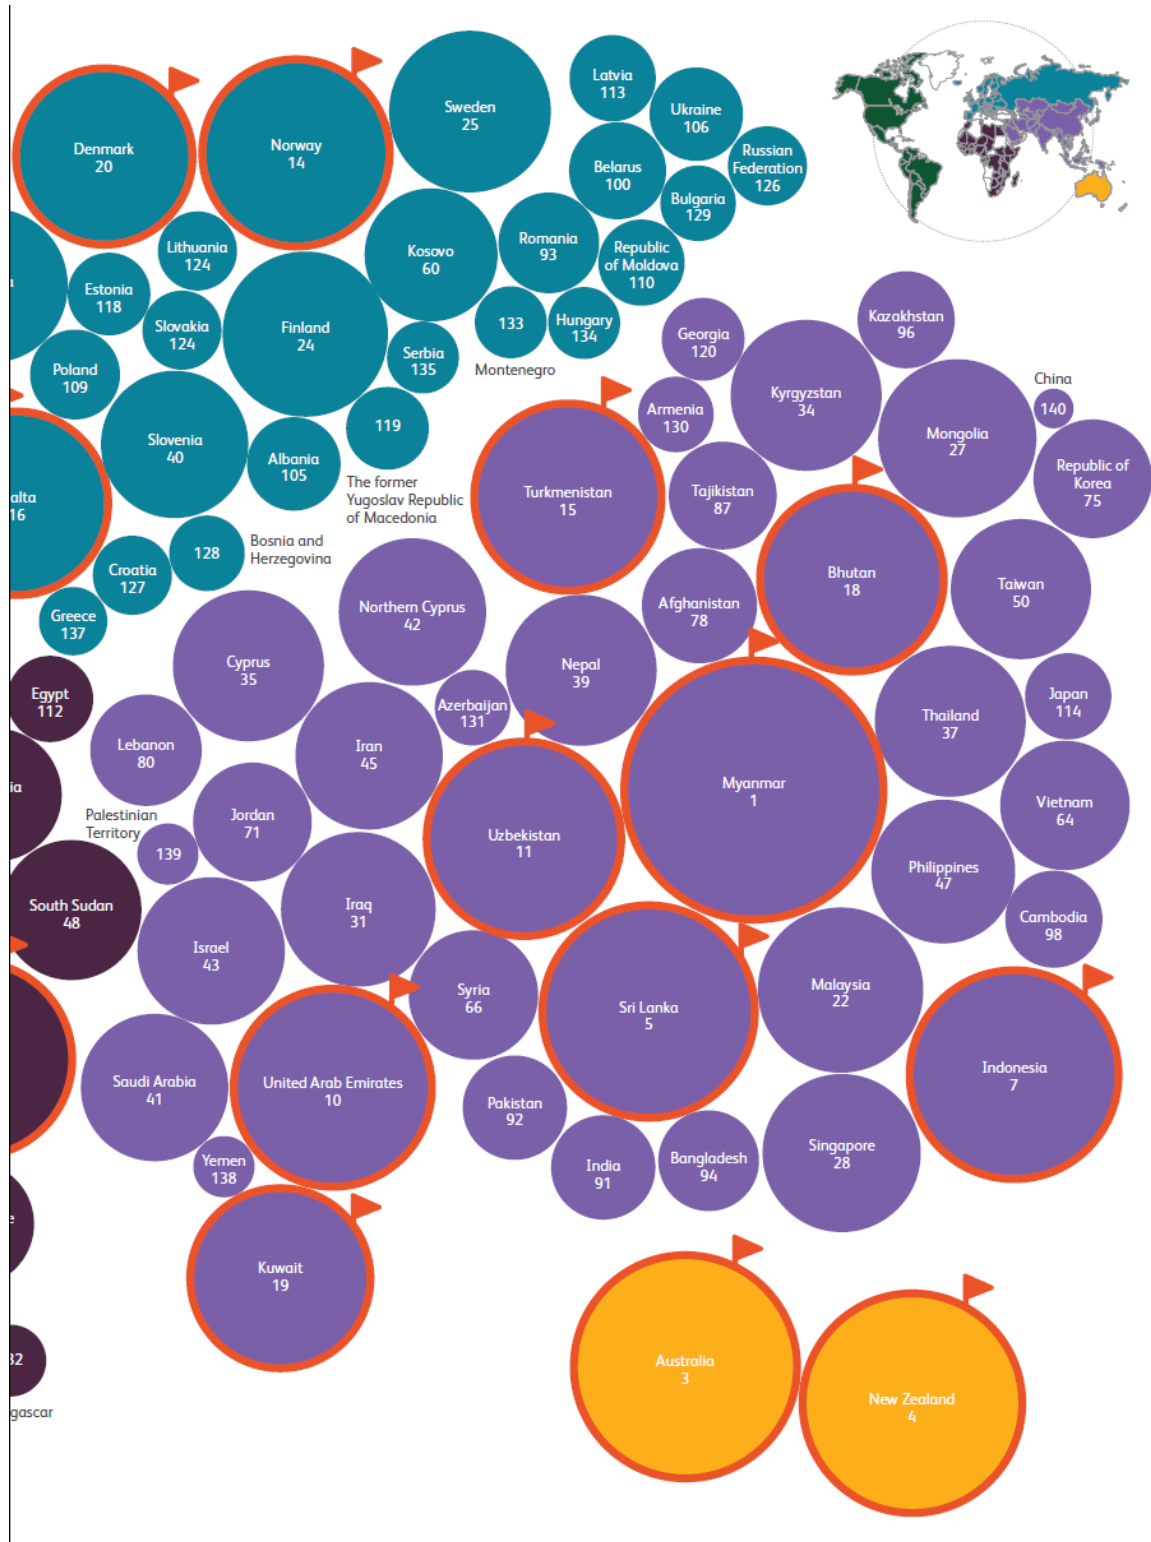 Denmark
20
Norway
14
Sweden
25
Latvia
113
Ukraine
106
Belarus
100
Russian
Federation
126
Bulgaria
129
Lithuania
124
Kosovo
60
Romania
93
Republic
of Moldova
110
Estonia
118
Slovakia
124
Finland
24
Serbia
135
133
Montenegro
Hungary
134
Poland
109
Slovenia
40
Albania
105
119
The former
Yugoslav Republic
of Macedonia
alta
16
Croatia
127
128
Bosnia and
Herzegovina
Greece
137
Georgia
120
Kazakhstan
96
Kyrgyzstan
34
Armenia
130
Mongolia
27
China
140
Republic of
Korea
75
Turkmenistan
15
Tajikistan
87
Bhutan
18
Taiwan
50
Northern Cyprus
42
Afghanistan
78
Cyprus
35
Nepal
39
Egypt
112
Azerbaijan
131
Japan
114
Thailand
37
Lebanon
80
Iran
45
Myanmar
1
Vietnam
64
ia
Palestinian
Territory
139
Jordan
71
Uzbekistan
11
Philippines
47
South Sudan
48
Iraq
31
Cambodia
98
Israel
43
Syria
66
Sri Lanka
5
Malaysia
22
Indonesia
7
Saudi Arabia
41
United Arab Emirates
10
Pakistan
92
Yemen
138
India
91
Bangladesh
94
Singapore
28
Kuwait
19
Australia
3
New Zealand
4
32
gascar